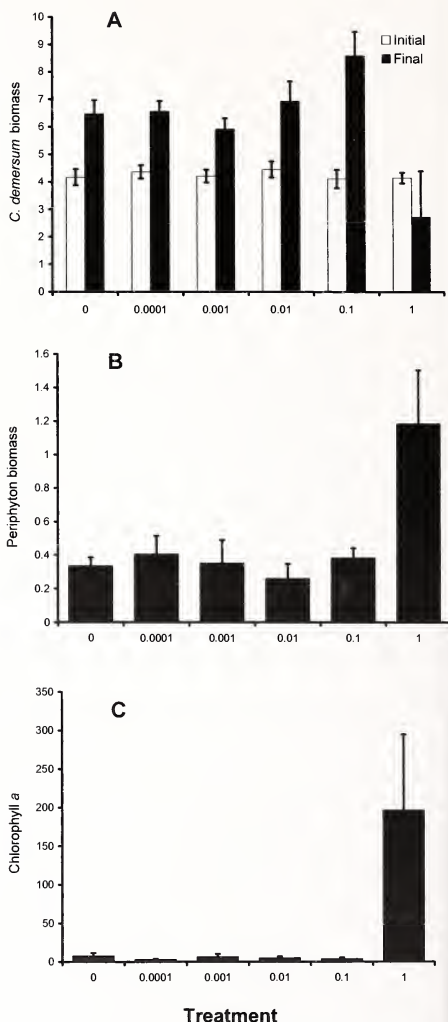 A
Initial
Final
C. demersum biomass
10
9
8
7
6
5
4
3
2
1
0
0 0.0001 0.001 0.01 0.1 1
B
Periphyton biomass
1.6
1.4
1.2
1
0.8
0.6
0.4
0.2
0
0 0.0001 0.001 0.01 0.1 1
C
Chlorophyll a
350
300
250
200
150
100
50
0
0 0.0001 0.001 0.01 0.1 1
Treatment